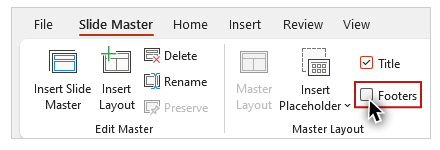 File Slide Master Home Insert Review View
Insert Slide Master
Insert Layout
Delete
Rename
Preserve
Edit Master
Master Layout
Insert Placeholder
Title
Footers
Master Layout